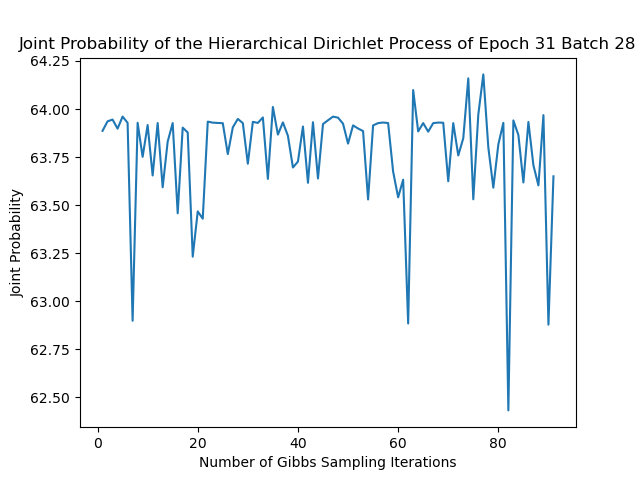 Joint Probability of the Hierarchical Dirichlet Process of Epoch 31 Batch 28
64.25
64.00
63.75
63.50
63.25
63.00
62.75
62.50
Joint Probability
0 20 40 60 80
Number of Gibbs Sampling Iterations